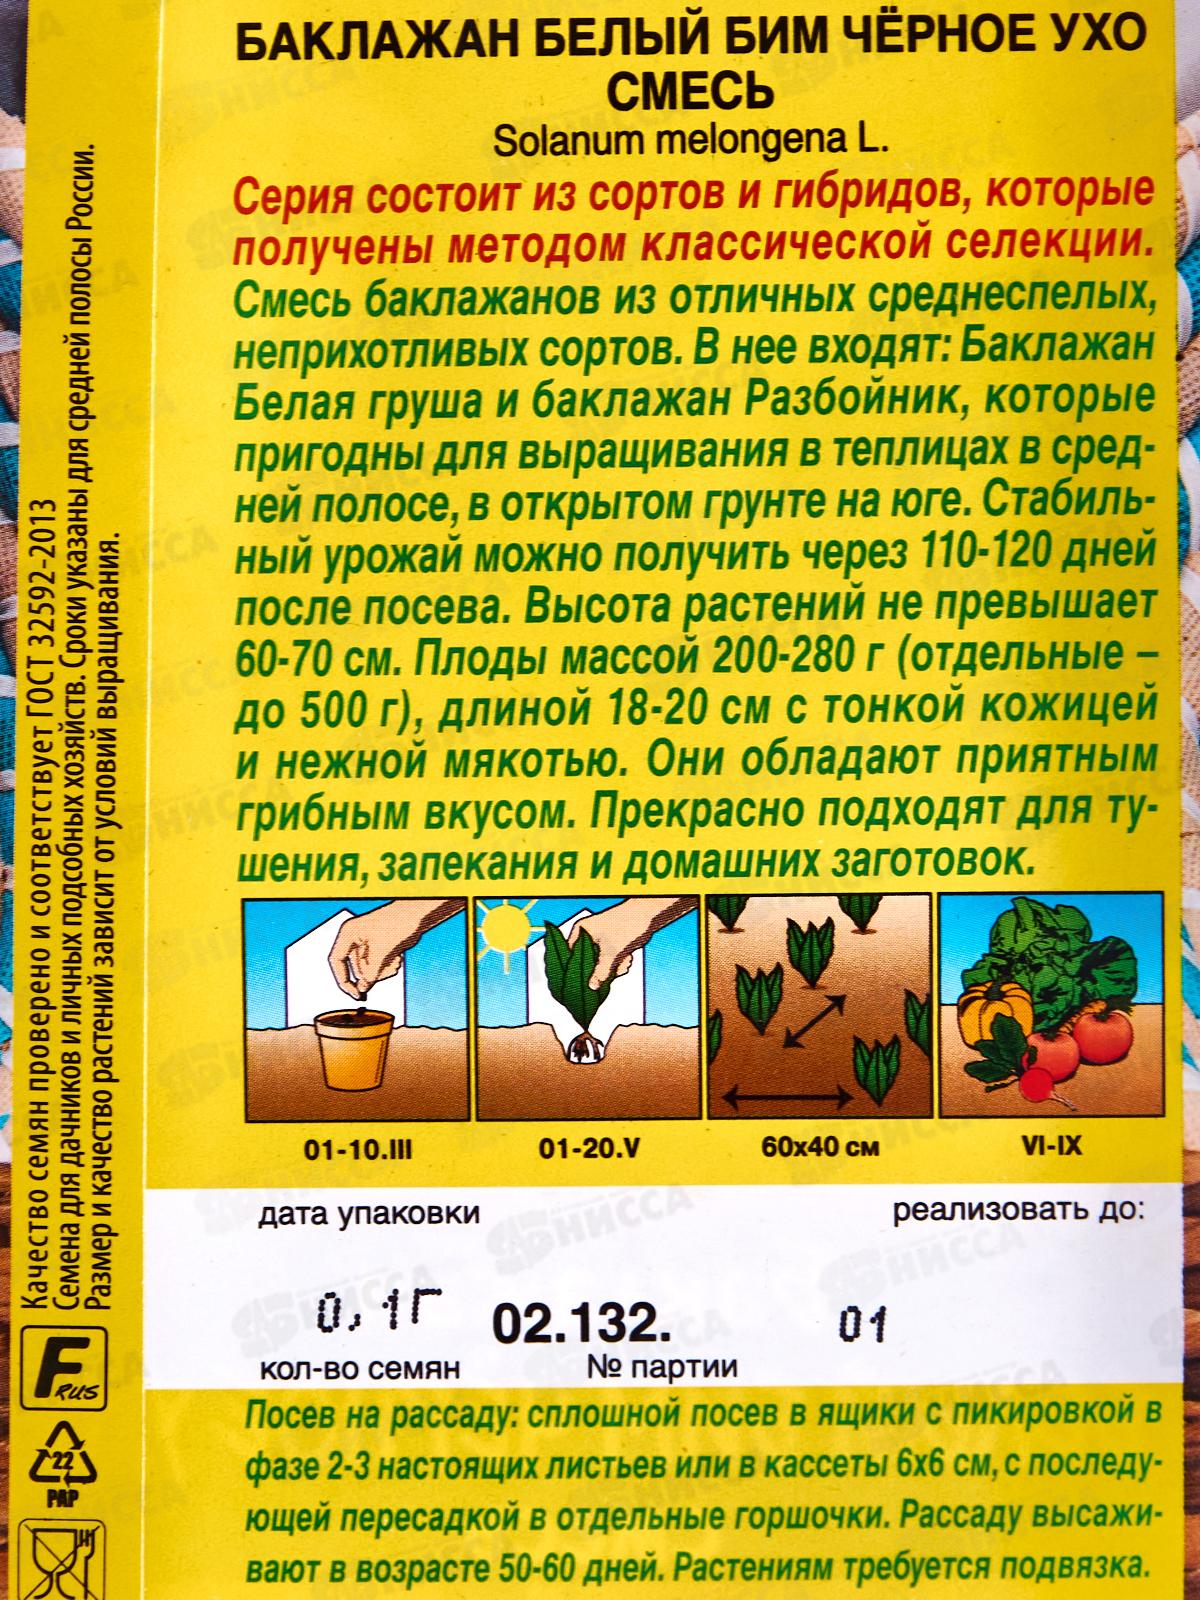 БАКЛАЖАН БЕЛЫЙ БИМ ЧЁРНОЕ УХО
СМЕСЬ
Solanum melongena L.
Серия состоит из сортов и гибридов, которые
получены методом классической селекции.
Смесь баклажанов из отличных среднеспелых,
неприхотливых сортов. В нее входят: Баклажан
Белая груша и баклажан Разбойник, которые
пригодны для выращивания в теплицах в сред-
ней полосе, в открытом грунте на юге. Стабиль-
ный урожай можно получить через 110-120 дней
после посева. Высота растений не превышает
60-70 см. Плоды массой 200-280 г (отдельные –
до 500 г), длиной 18-20 см с тонкой кожицей
и нежной мякотью. Они обладают приятным
грибным вкусом. Прекрасно подходят для ту-
шения, запекания и домашних заготовок.
01-10.III 01-20.V 60x40 см VI-IX
дата упаковки реализовать до:
0,1Г 02.132. 01
кол-во семян № партии
Посев на рассаду: сплошной посев в ящики с пикировкой в
фазе 2-3 настоящих листьев или в кассеты 6х6 см, с последу-
ющей пересадкой в отдельные горшочки. Рассаду высажи-
вают в возрасте 50-60 дней. Растениям требуется подвязка.
Качество семян проверено и соответствует ГОСТ 32592-2013
Семена для дачников и личных подсобных хозяйств. Сроки указаны для средней полосы России.
Размер и качество растений зависит от условий выращивания.
F RUS
22
PAP
ЯБНИССА